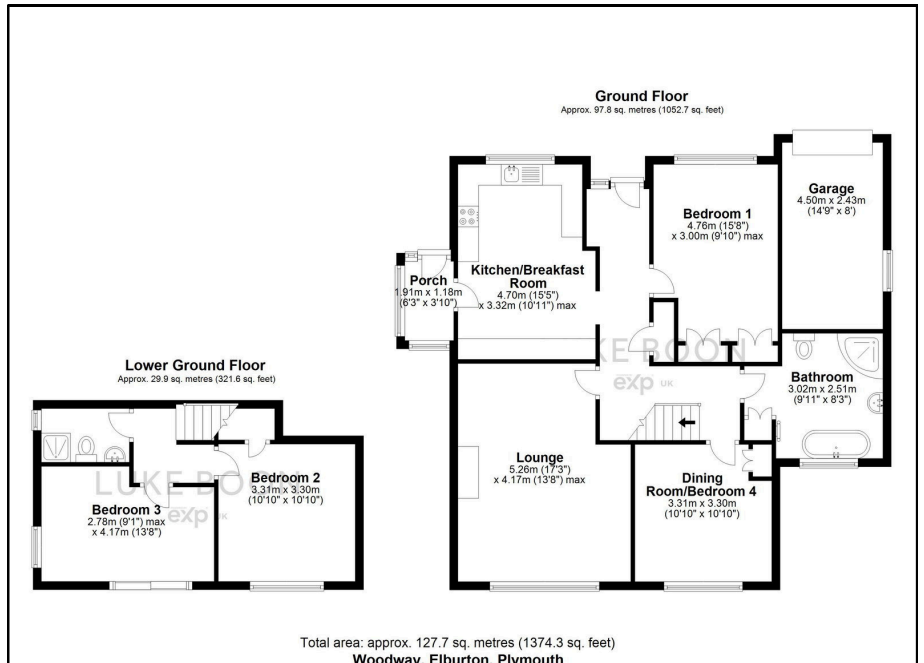 Ground Floor
Approx. 97.8 sq. metres (1052.7 sq. feet)
Garage
4.50m x 2.43m
(14'9" x 8')
Bedroom 1
4.76m (15'8")
x 3.00m (9'10") max
Kitchen/Breakfast
Room
4.70m (15'5")
x 3.32m (10'11") max
Porch
1.91m x 1.18m
(6'3" x 3'10")
KE BOON
exp UK
Bathroom
3.02m x 2.51m
(9'11" x 8'3")
Lounge
5.26m (17'3")
x 4.17m (13'8") max
Dining
Room/Bedroom 4
3.31m x 3.30m
(10'10" x 10'10")
Lower Ground Floor
Approx. 29.9 sq. metres (321.6 sq. feet)
LUKE BOON
exp UK
Bedroom 2
3.31m x 3.30m
(10'10" x 10'10")
Bedroom 3
2.78m (9'1") max
x 4.17m (13'8")
Total area: approx. 127.7 sq. metres (1374.3 sq. feet)
Woodway, Elburton, Plymouth